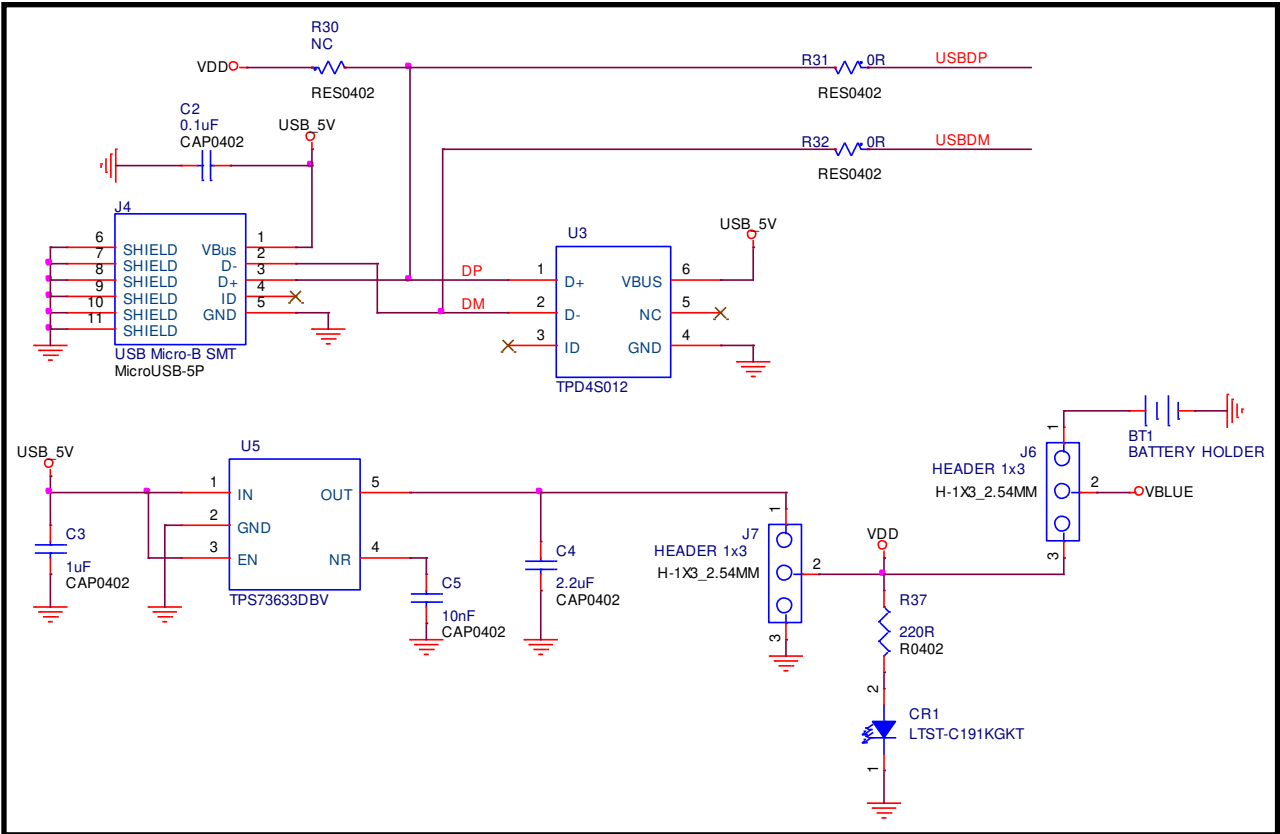 R30
NC
VDD
RES0402
R31
0R
USBDP
RES0402
C2
0.1uF
CAP0402
USB_5V
R32
0R
USBDM
RES0402
J4
6
7
8
9
10
11
SHIELD
SHIELD
SHIELD
SHIELD
SHIELD
SHIELD
VBus
D-
D+
ID
GND
1
2
3
4
5
USB Micro-B SMT
MicroUSB-5P
DP
DM
U3
USB_5V
1
2
3
D+
D-
ID
VBUS
NC
GND
6
5
4
TPD4S012
USB_5V
C3
1uF
CAP0402
U5
1
2
3
IN
GND
EN
OUT
NR
5
4
TPS73633DBV
C5
10nF
CAP0402
C4
2.2uF
CAP0402
J7
HEADER 1x3
H-1X3_2.54MM
1
2
3
VDD
R37
220R
R0402
2
CR1
LTST-C191KGKT
1
J6
HEADER 1x3
H-1X3_2.54MM
1
2
3
VBLUE
BT1
BATTERY HOLDER